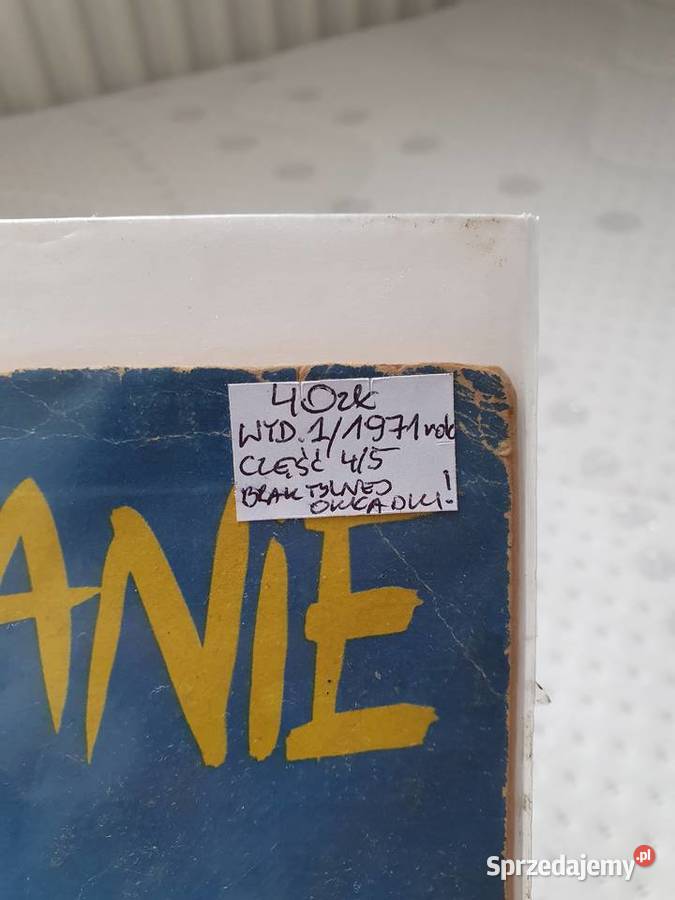 40zł
WYD. 1/1971 rok
CZĘŚĆ 4/5
BRAK TYLNEJ
OKŁADKI!
ANIE
Sprzedajemy.pl